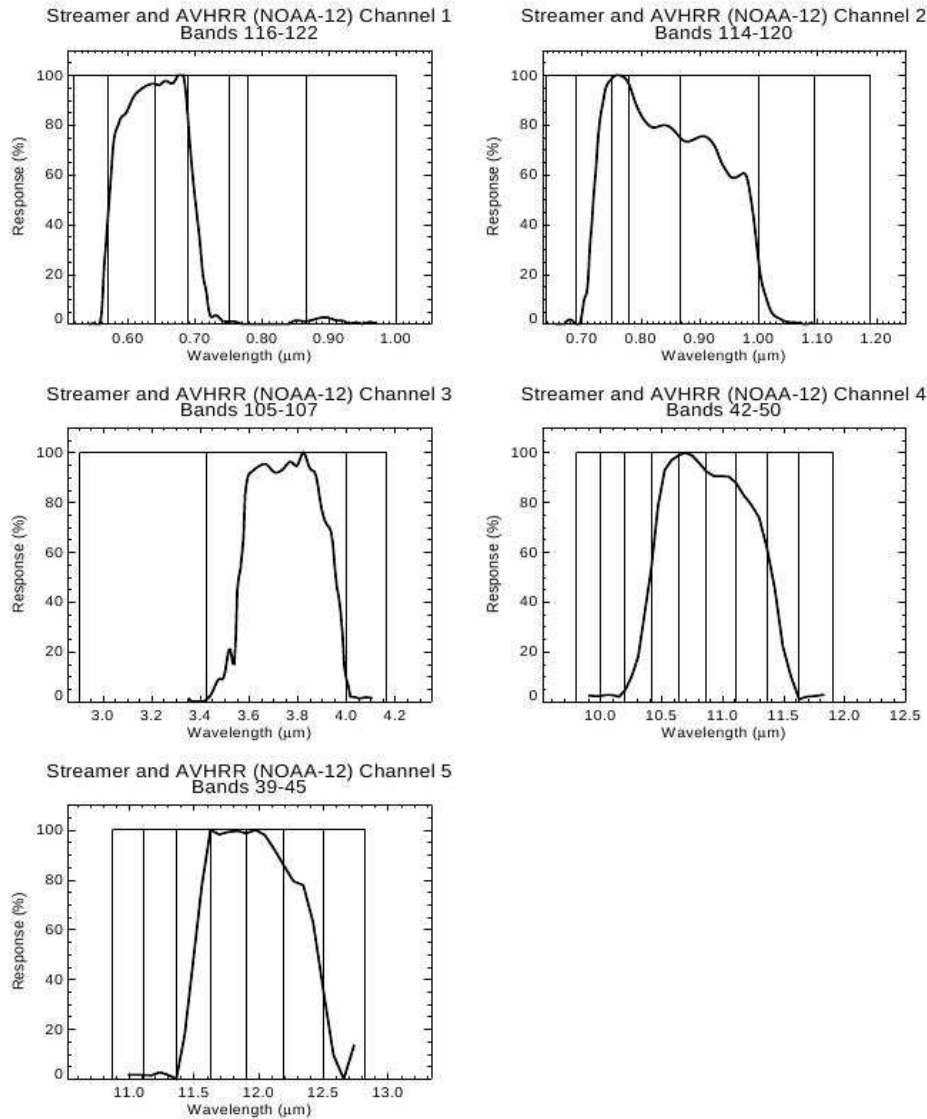 Streamer and AVHRR (NOAA-12) Channel 1
Bands 116-122
100
80
60
40
20
0
Response (%)
0.60 0.70 0.80 0.90 1.00
Wavelength (μm)
Streamer and AVHRR (NOAA-12) Channel 2
Bands 114-120
100
80
60
40
20
0
Response (%)
0.70 0.80 0.90 1.00 1.10 1.20
Wavelength (μm)
Streamer and AVHRR (NOAA-12) Channel 3
Bands 105-107
100
80
60
40
20
0
Response (%)
3.0 3.2 3.4 3.6 3.8 4.0 4.2
Wavelength (μm)
Streamer and AVHRR (NOAA-12) Channel 4
Bands 42-50
100
80
60
40
20
0
Response (%)
10.0 10.5 11.0 11.5 12.0 12.5
Wavelength (μm)
Streamer and AVHRR (NOAA-12) Channel 5
Bands 39-45
100
80
60
40
20
0
Response (%)
11.0 11.5 12.0 12.5 13.0
Wavelength (μm)